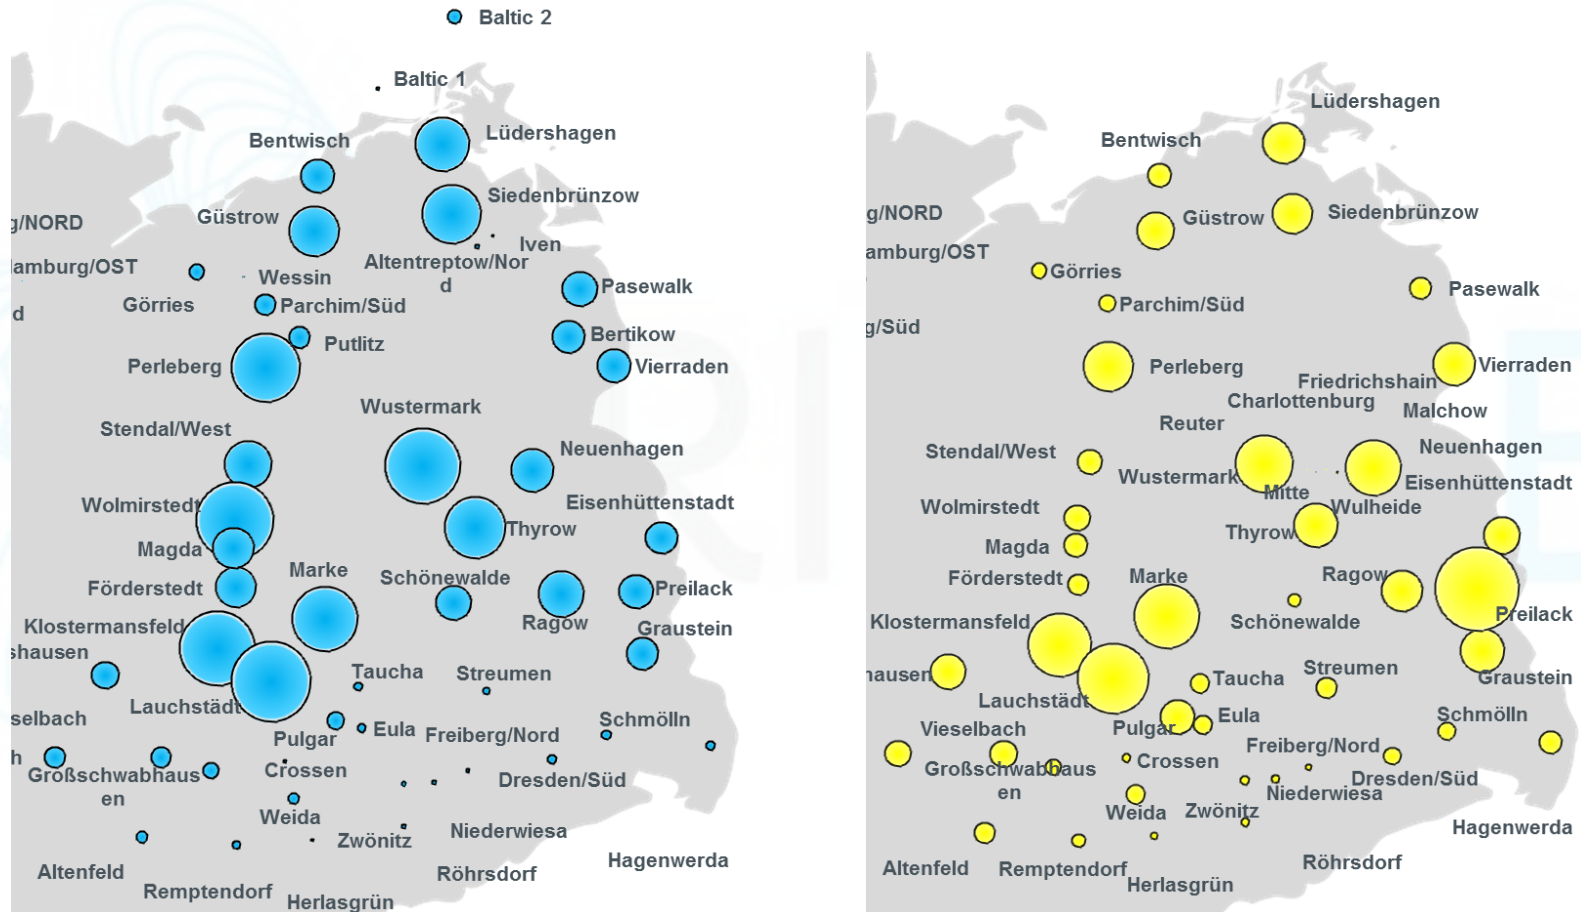 Baltic 2
Baltic 1
Lüdershagen
Bentwisch
Siedenbrünzow
Güstrow
g/NORD
Iven
Altentreptow/Nor
d
amburg/OST
Wessin
Görries
Parchim/Süd
Pasewalk
d
Putlitz
Bertikow
Perleberg
Vierraden
Wustermark
Stendal/West
Neuenhagen
Wolmirstedt
Eisenhüttenstadt
Thyrow
Magda
Marke
Schönewalde
Förderstedt
Preilack
Klostermansfeld
Ragow
Graustein
shausen
Taucha
Streumen
Lauchstädt
selbach
Schmölln
Pulgar
Eula
Freiberg/Nord
h
Großschwabhaus
en
Crossen
Dresden/Süd
Weida
Zwönitz
Niederwiesa
Altenfeld
Röhrsdorf
Hagenwerda
Remptendorf
Herlasgrün
Lüdershagen
Bentwisch
g/NORD
Güstrow
Siedenbrünzow
amburg/OST
Görries
Parchim/Süd
Pasewalk
g/Süd
Perleberg
Vierraden
Friedrichshain
Charlottenburg
Malchow
Reuter
Stendal/West
Neuenhagen
Wustermark
Eisenhüttenstadt
Mitte
Wolmirstedt
Wulheide
Thyrow
Magda
Förderstedt
Marke
Ragow
Preilack
Klostermansfeld
Schönewalde
hausen
Taucha
Streumen
Graustein
Lauchstädt
Vieselbach
Pulgar
Eula
Schmölln
Freiberg/Nord
Großschwabhaus
en
Crossen
Dresden/Süd
Niederwiesa
Weida
Zwönitz
Hagenwerda
Altenfeld
Remptendorf
Röhrsdorf
Herlasgrün